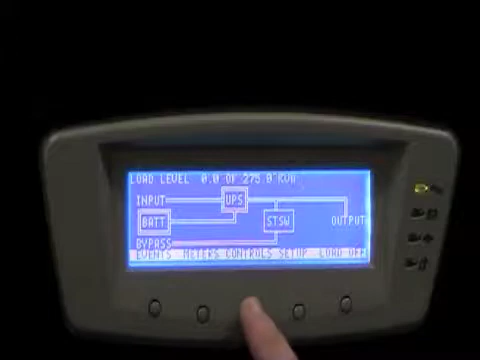 LOAD LEVEL 0.0 OF 275.0 KVA
INPUT UPS
BATT STSW OUTPUT
BYPASS
EVENTS METERS CONTROLS SETUP LOAD OFF